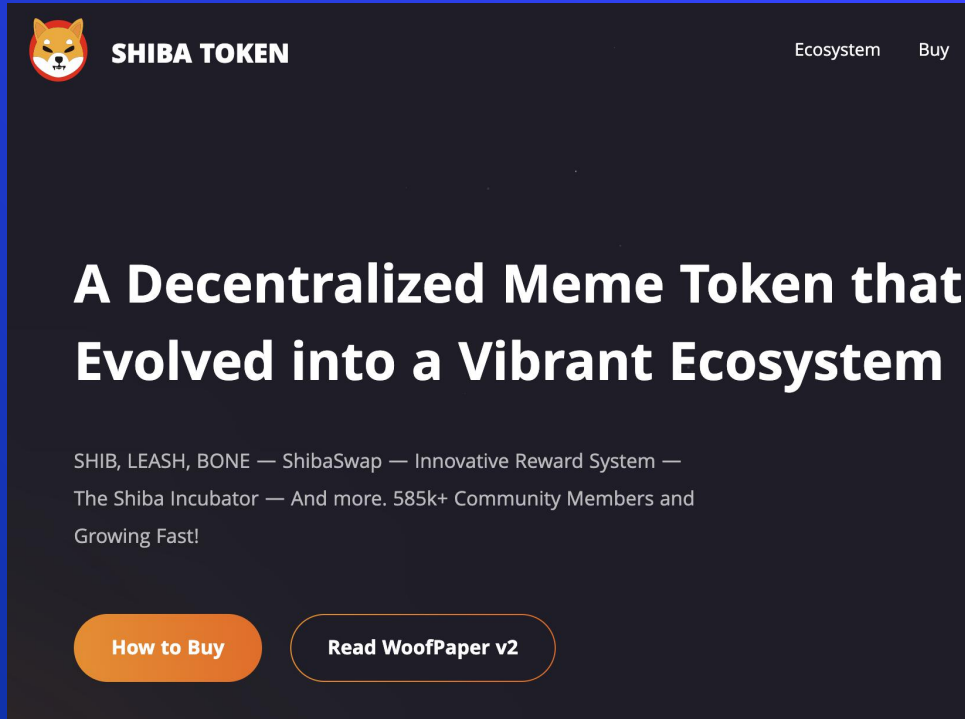 SHIBA TOKEN
Ecosystem
Buy
A Decentralized Meme Token that
Evolved into a Vibrant Ecosystem
SHIB, LEASH, BONE — ShibaSwap — Innovative Reward System —
The Shiba Incubator — And more. 585k+ Community Members and
Growing Fast!
How to Buy
Read WoofPaper v2